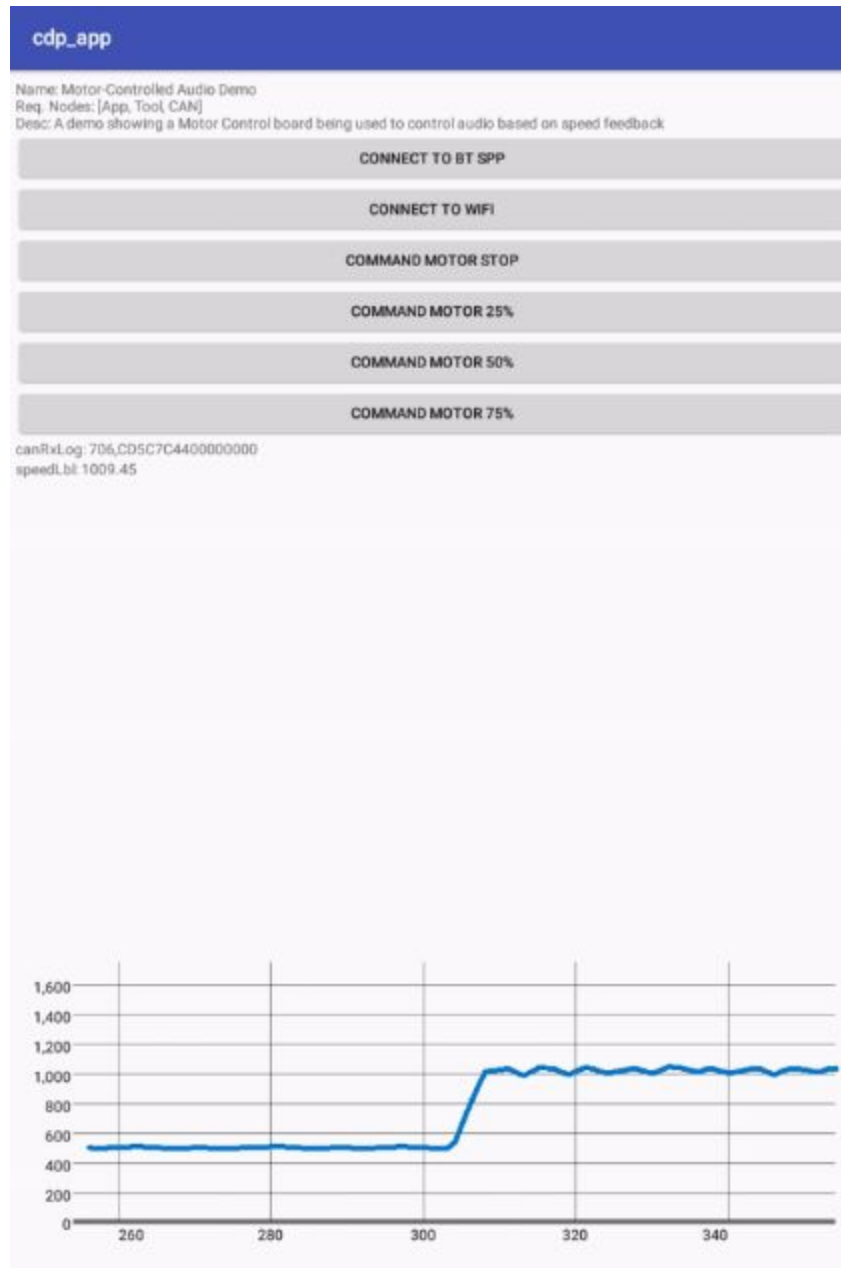 cdp_app
Name: Motor-Controlled Audio Demo
Req. Nodes: [App, Tool, CAN]
Desc: A demo showing a Motor Control board being used to control audio based on speed feedback
CONNECT TO BT SPP
CONNECT TO WIFI
COMMAND MOTOR STOP
COMMAND MOTOR 25%
COMMAND MOTOR 50%
COMMAND MOTOR 75%
canRxLog: 706,CD5C7C4400000000
speedLbl: 1009.45
1,600
1,400
1,200
1,000
800
600
400
200
0
260 280 300 320 340